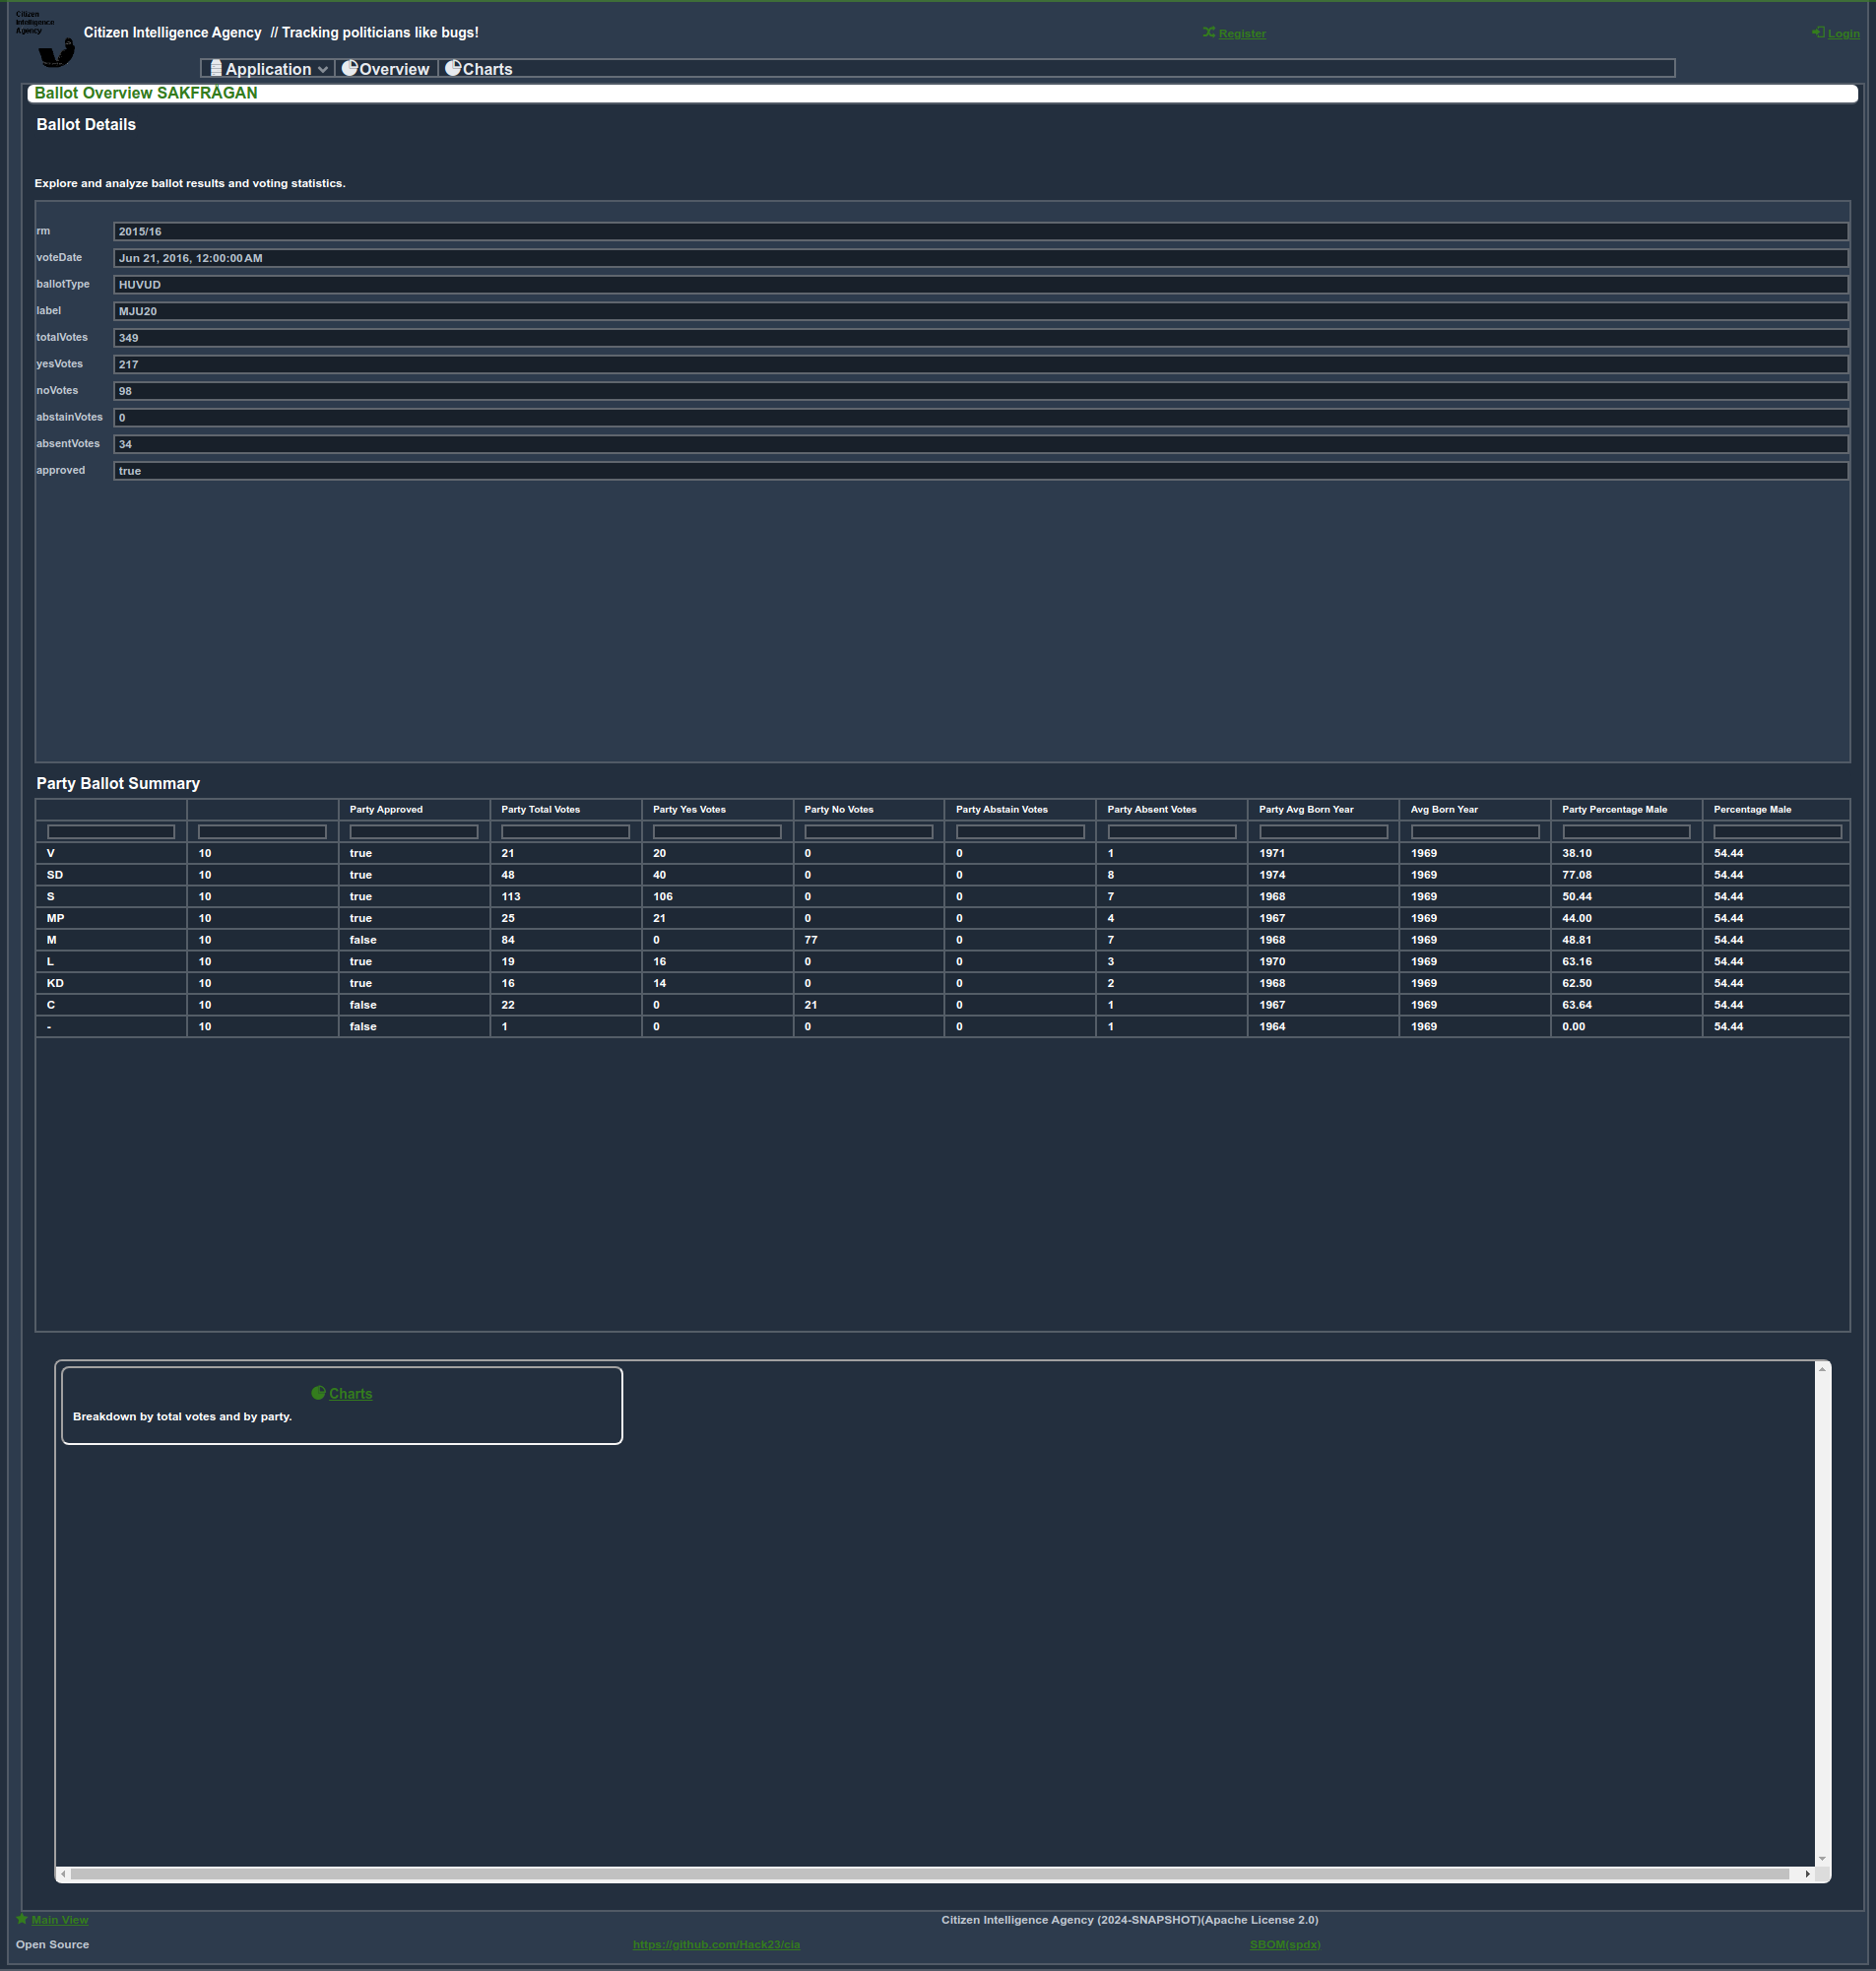 Citizen
Intelligence
Agency
Citizen Intelligence Agency // Tracking politicians like bugs!
Register
Login
Application
Overview
Charts
Ballot Overview SAKFRÅGAN
Ballot Details
Explore and analyze ballot results and voting statistics.
rm 2015/16
voteDate Jun 21, 2016, 12:00:00 AM
ballotType HUVUD
label MJU20
totalVotes 349
yesVotes 217
noVotes 98
abstainVotes 0
absentVotes 34
approved true
Party Ballot Summary
Party Approved Party Total Votes Party Yes Votes Party No Votes Party Abstain Votes Party Absent Votes Party Avg Born Year Avg Born Year Party Percentage Male Percentage Male
V 10 true 21 20 0 0 1 1971 1969 38.10 54.44
SD 10 true 48 40 0 0 8 1974 1969 77.08 54.44
S 10 true 113 106 0 0 7 1968 1969 50.44 54.44
MP 10 true 25 21 0 0 4 1967 1969 44.00 54.44
M 10 false 84 0 77 0 7 1968 1969 48.81 54.44
L 10 true 19 16 0 0 3 1970 1969 63.16 54.44
KD 10 true 16 14 0 0 2 1968 1969 62.50 54.44
C 10 false 22 0 21 0 1 1967 1969 63.64 54.44
- 10 false 1 0 0 0 1 1964 1969 0.00 54.44
Charts
Breakdown by total votes and by party.
Main View
Citizen Intelligence Agency (2024-SNAPSHOT)(Apache License 2.0)
Open Source
https://github.com/Hack23/cia
SBOM(spdx)